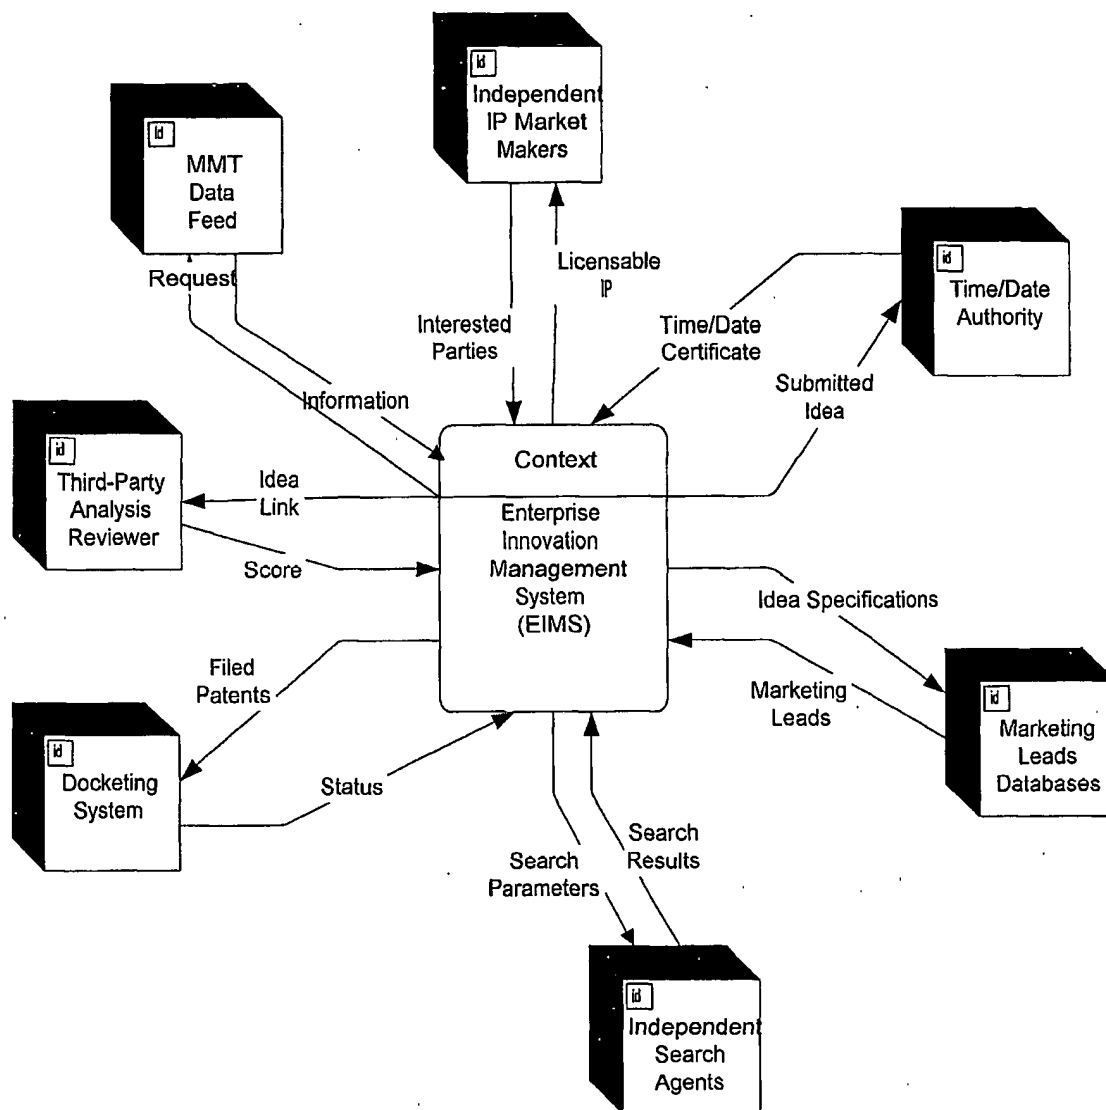 id
Independent
IP Market
Makers
id
MMT
Data
Feed
id
Time/Date
Authority
Request
Licensable
IP
Interested
Parties
Time/Date
Certificate
Submitted
Idea
Information
id
Third-Party
Analysis
Reviewer
Idea
Link
Score
Context
Enterprise
Innovation
Management
System
(EIMS)
Idea Specifications
Filed
Patents
Marketing
Leads
id
Marketing
Leads
Databases
id
Docketing
System
Status
Search
Parameters
Search
Results
id
Independent
Search
Agents